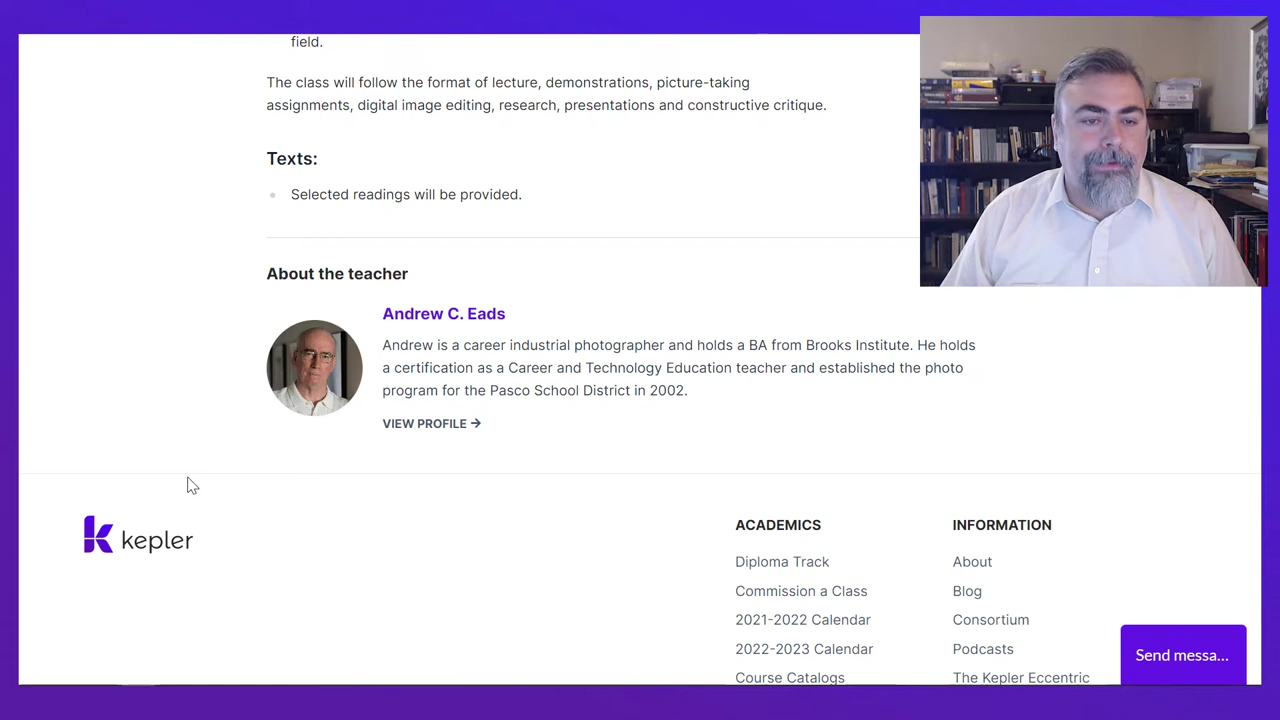 field.
The class will follow the format of lecture, demonstrations, picture-taking
assignments, digital image editing, research, presentations and constructive critique.
Texts:
Selected readings will be provided.
About the teacher
Andrew C. Eads
Andrew is a career industrial photographer and holds a BA from Brooks Institute. He holds
a certification as a Career and Technology Education teacher and established the photo
program for the Pasco School District in 2002.
VIEW PROFILE →
kepler
ACADEMICS
Diploma Track
Commission a Class
2021-2022 Calendar
2022-2023 Calendar
Course Catalogs
INFORMATION
About
Blog
Consortium
Podcasts
The Kepler Eccentric
Send messa...